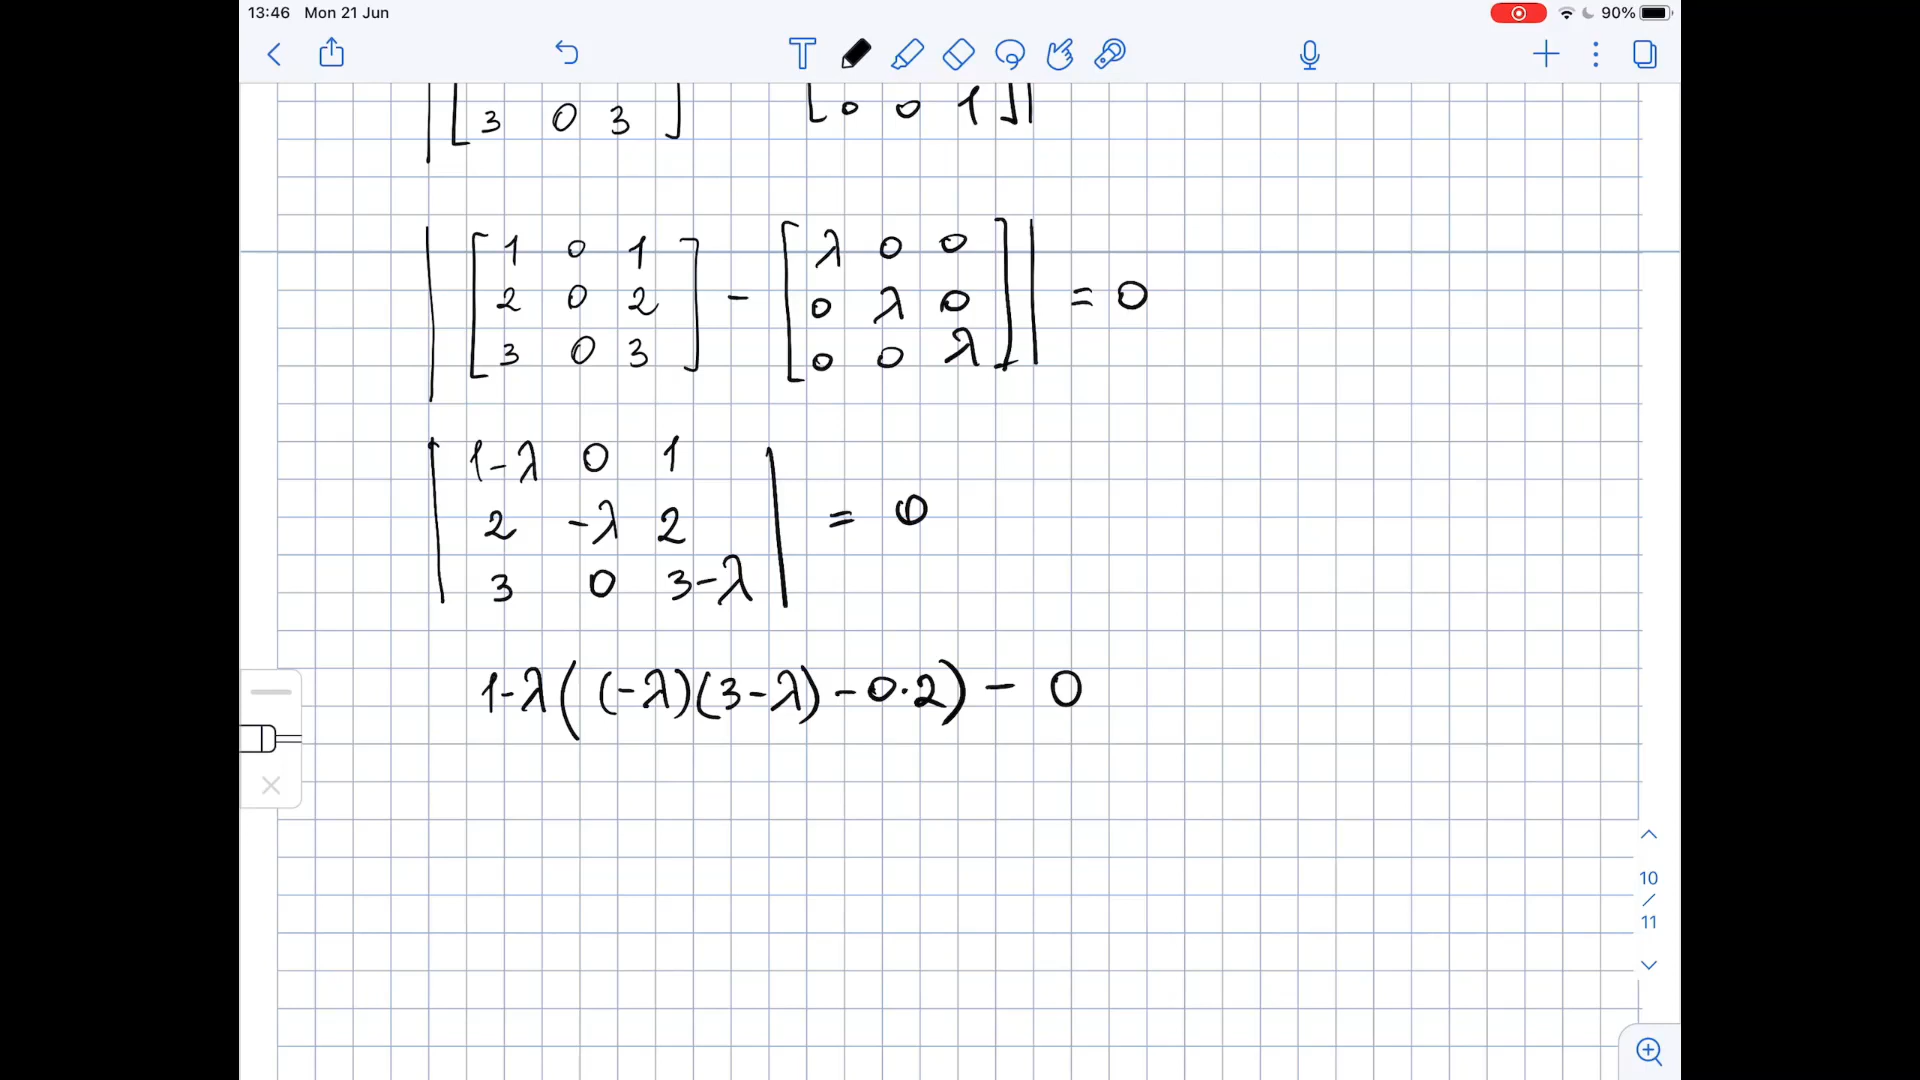 13:46 Mon 21 Jun 90%
3 0 3 0 0 1
1 0 1 λ 0 0
2 0 2 - 0 λ 0 = 0
3 0 3 0 0 λ
1-λ 0 1
2 -λ 2 = 0
3 0 3-λ
1-λ((-λ)(3-λ)-0·2) - 0
10
/
11